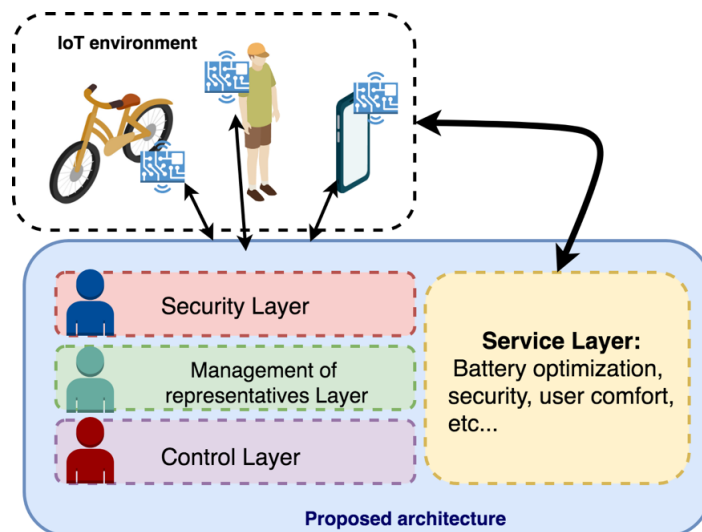 IoT environment
Security Layer
Management of
representatives Layer
Control Layer
Service Layer:
Battery optimization,
security, user comfort,
etc...
Proposed architecture